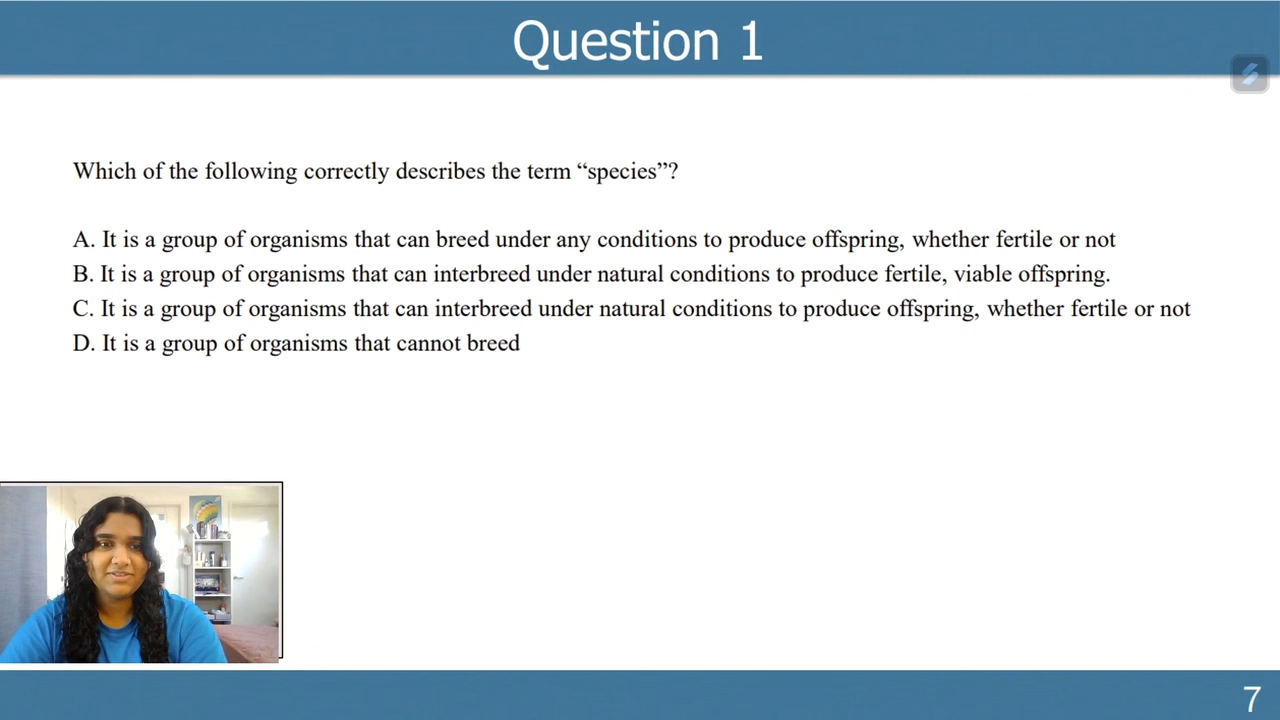 Question 1
Which of the following correctly describes the term “species”?
A. It is a group of organisms that can breed under any conditions to produce offspring, whether fertile or not
B. It is a group of organisms that can interbreed under natural conditions to produce fertile, viable offspring.
C. It is a group of organisms that can interbreed under natural conditions to produce offspring, whether fertile or not
D. It is a group of organisms that cannot breed
7